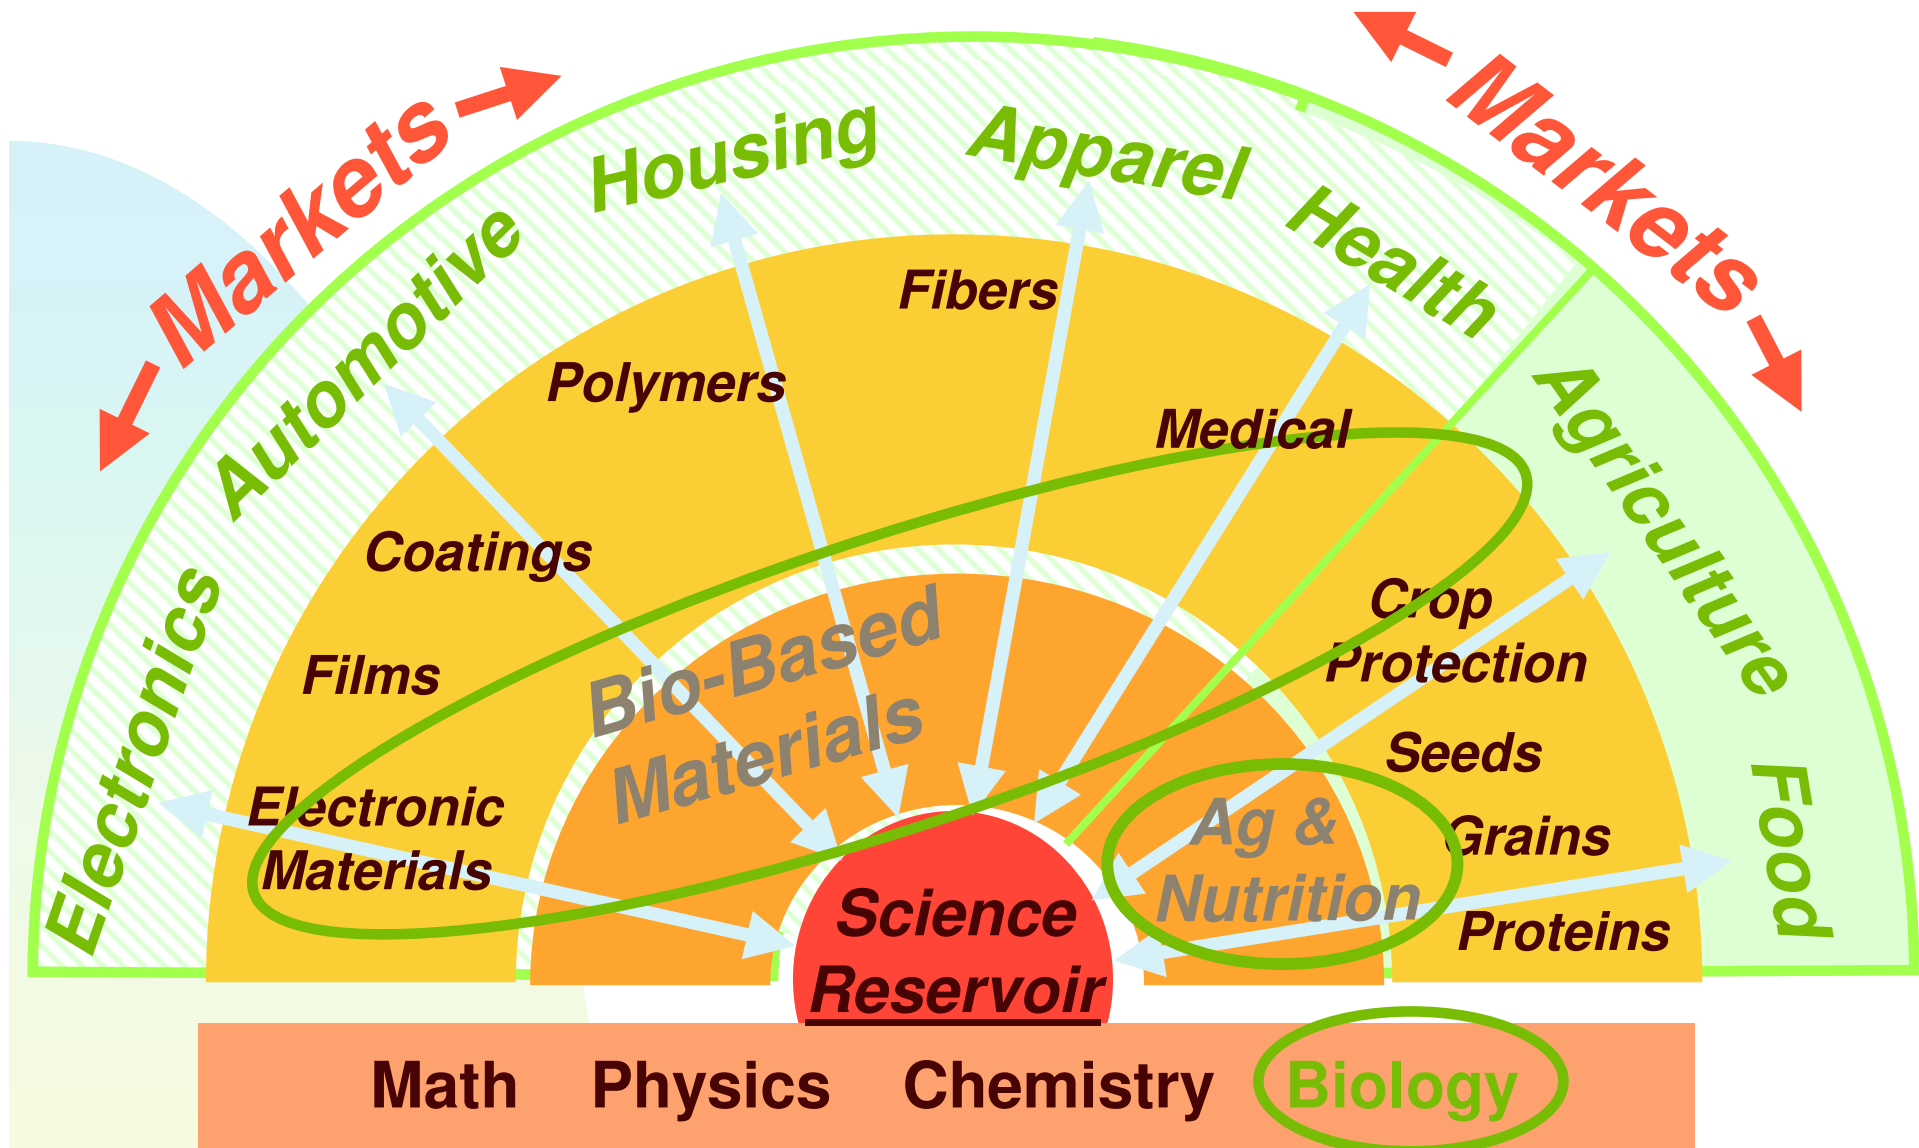 Markets
Markets
Housing
Apparel
Health
Automotive
Electronics
Agriculture
Food
Fibers
Polymers
Medical
Coatings
Films
Electronic
Materials
Crop
Protection
Seeds
Grains
Proteins
Bio-Based
Materials
Ag &
Nutrition
Science
Reservoir
Math Physics Chemistry Biology